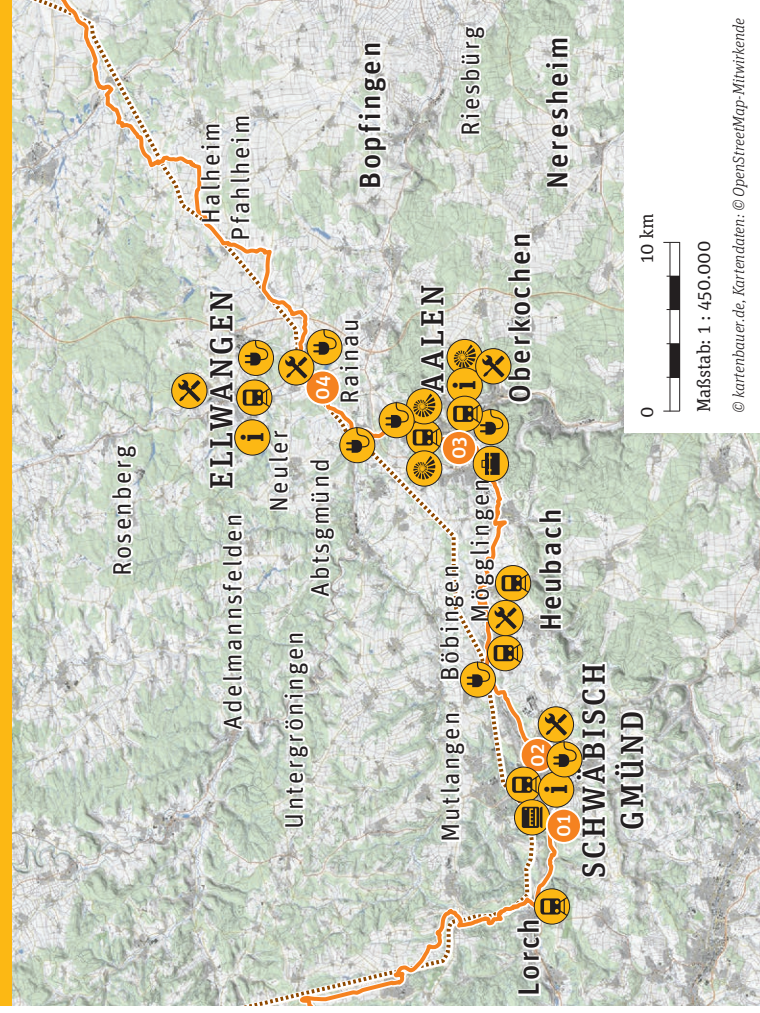 Rosenberg
ELLWANGEN
Adelmannsfelden
Neuler
Halheim
Pfahlheim
Untergröningen
Abtsgmünd
04
Rainau
Bopfingen
Mutlangen
Böbingen
Mögglingen
03
AALEN
Riesbürg
Lorch
01
02
SCHWÄBISCH
GMÜND
Heubach
Oberkochen
Neresheim
0 10 km
Maßstab: 1 : 450.000
© kartenbauer.de, Kartendaten: © OpenStreetMap-Mitwirkende